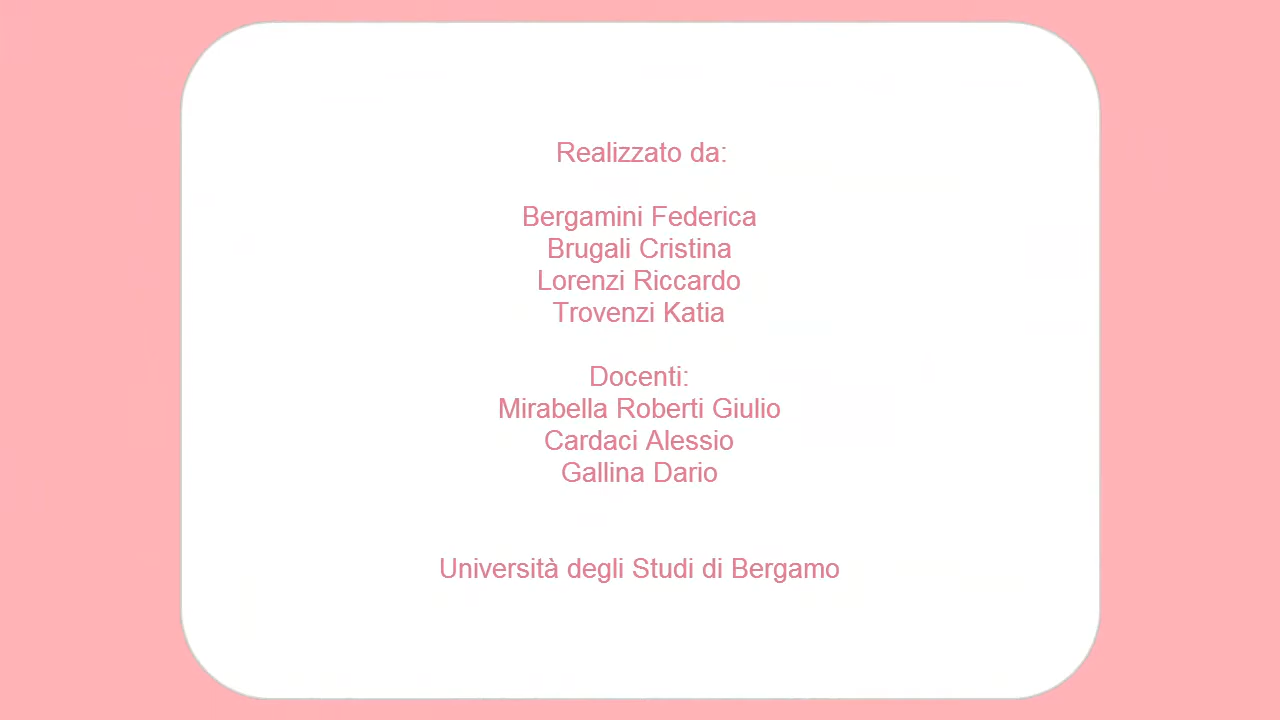 Realizzato da:
Bergamini Federica
Brugali Cristina
Lorenzi Riccardo
Trovenzi Katia
Docenti:
Mirabella Roberti Giulio
Cardaci Alessio
Gallina Dario
Università degli Studi di Bergamo